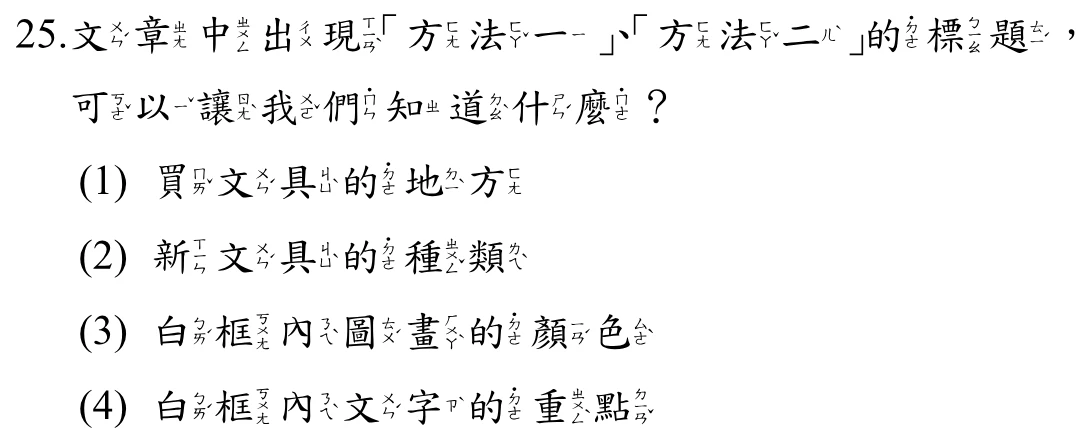 25.文章中出現「方法一」、「方法二」的標題，
可以讓我們知道什麼？
(1) 買文具的地方
(2) 新文具的種類
(3) 白框內圖畫的顏色
(4) 白框內文字的重點